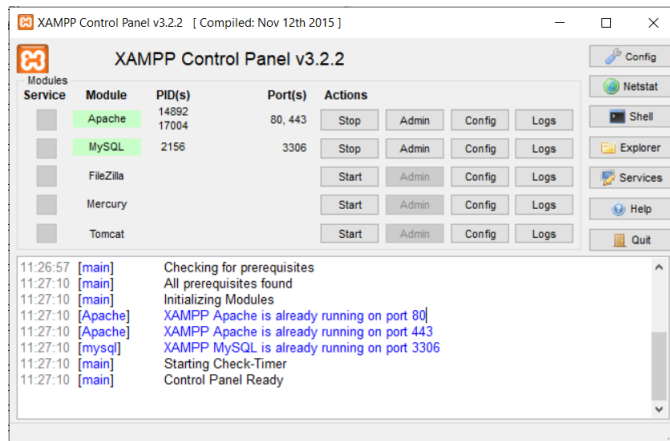 XAMPP Control Panel v3.2.2 [ Compiled: Nov 12th 2015 ]
XAMPP Control Panel v3.2.2
Config
Modules
Service Module PID(s) Port(s) Actions
Netstat
Apache 14892 17004 80, 443 Stop Admin Config Logs
Shell
MySQL 2156 3306 Stop Admin Config Logs
Explorer
FileZilla Start Admin Config Logs
Services
Mercury Start Admin Config Logs
Help
Tomcat Start Admin Config Logs
Quit
11:26:57 [main] Checking for prerequisites
11:27:10 [main] All prerequisites found
11:27:10 [main] Initializing Modules
11:27:10 [Apache] XAMPP Apache is already running on port 80
11:27:10 [Apache] XAMPP Apache is already running on port 443
11:27:10 [mysql] XAMPP MySQL is already running on port 3306
11:27:10 [main] Starting Check-Timer
11:27:10 [main] Control Panel Ready